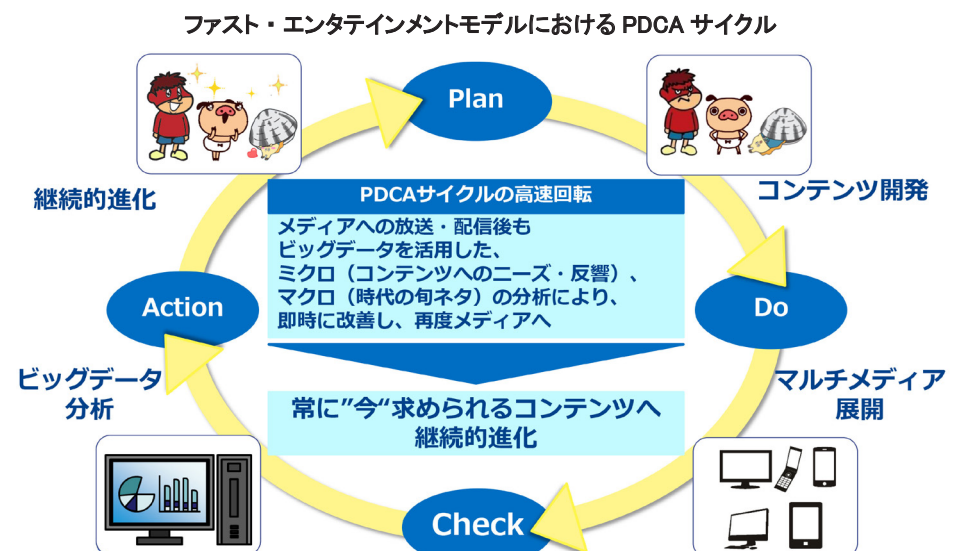 ファスト・エンタテインメントモデルにおける PDCA サイクル
Plan
コンテンツ開発
継続的進化
PDCAサイクルの高速回転
メディアへの放送・配信後も
ビッグデータを活用した、
ミクロ（コンテンツへのニーズ・反響）、
マクロ（時代の旬ネタ）の分析により、
即時に改善し、再度メディアへ
Action
Do
ビッグデータ
分析
マルチメディア
展開
常に”今“求められるコンテンツへ
継続的進化
Check